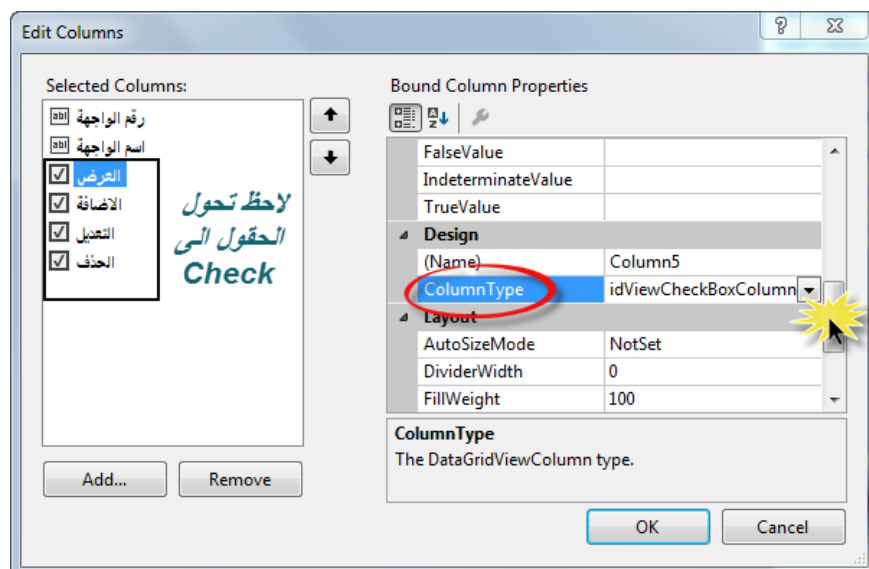 Edit Columns
Selected Columns:
رقم الواجهة
اسم الواجهة
العرض
الاضافة
التعديل
الحذف
لاحظ تحول
الحقول الى
Check
Add...
Remove
Bound Column Properties
FalseValue
IndeterminateValue
TrueValue
Design
(Name) Column5
ColumnType idViewCheckBoxColumn
Layout
AutoSizeMode NotSet
DividerWidth 0
FillWeight 100
ColumnType
The DataGridViewColumn type.
OK
Cancel